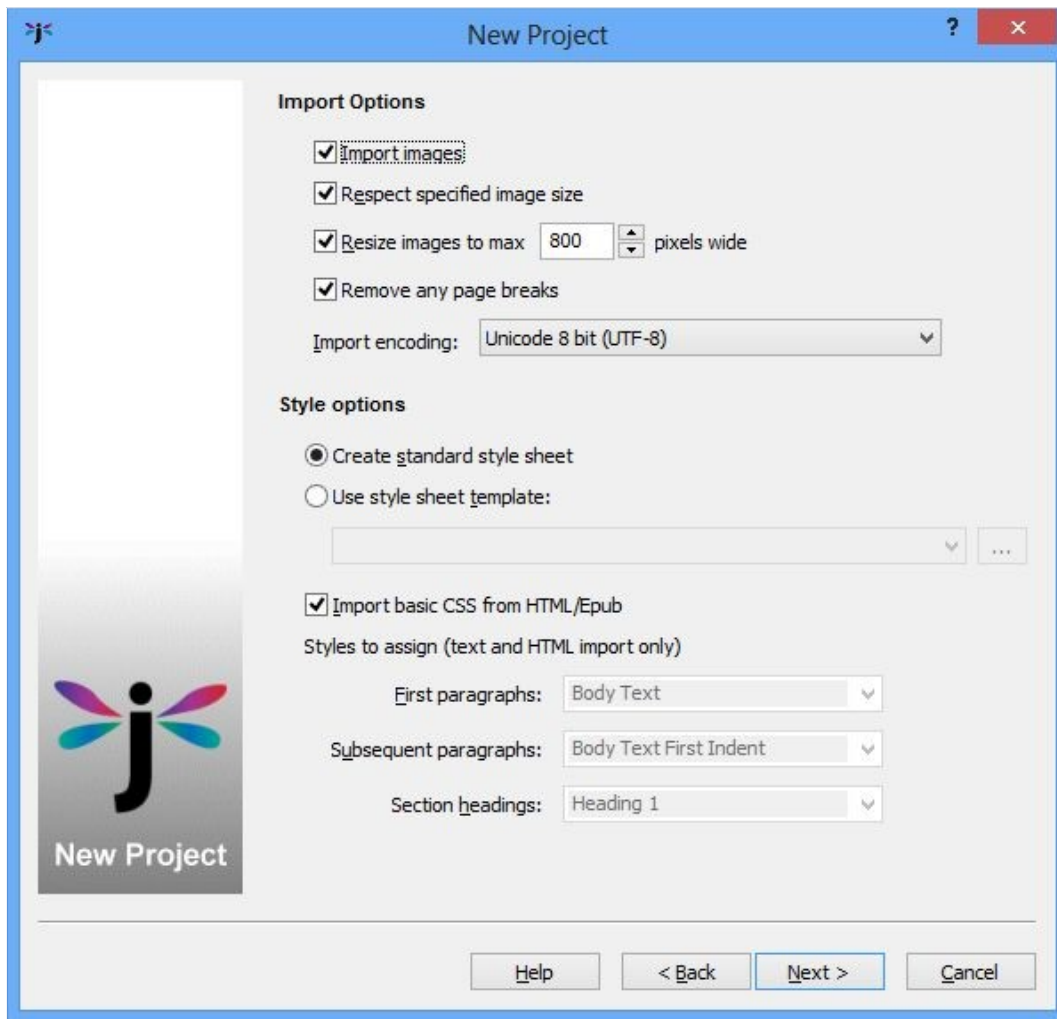 New Project
?
Import Options
Import images
Respect specified image size
Resize images to max 800 pixels wide
Remove any page breaks
Import encoding: Unicode 8 bit (UTF-8)
Style options
Create standard style sheet
Use style sheet template:
...
Import basic CSS from HTML/Epub
Styles to assign (text and HTML import only)
First paragraphs: Body Text
Subsequent paragraphs: Body Text First Indent
Section headings: Heading 1
New Project
Help < Back Next > Cancel